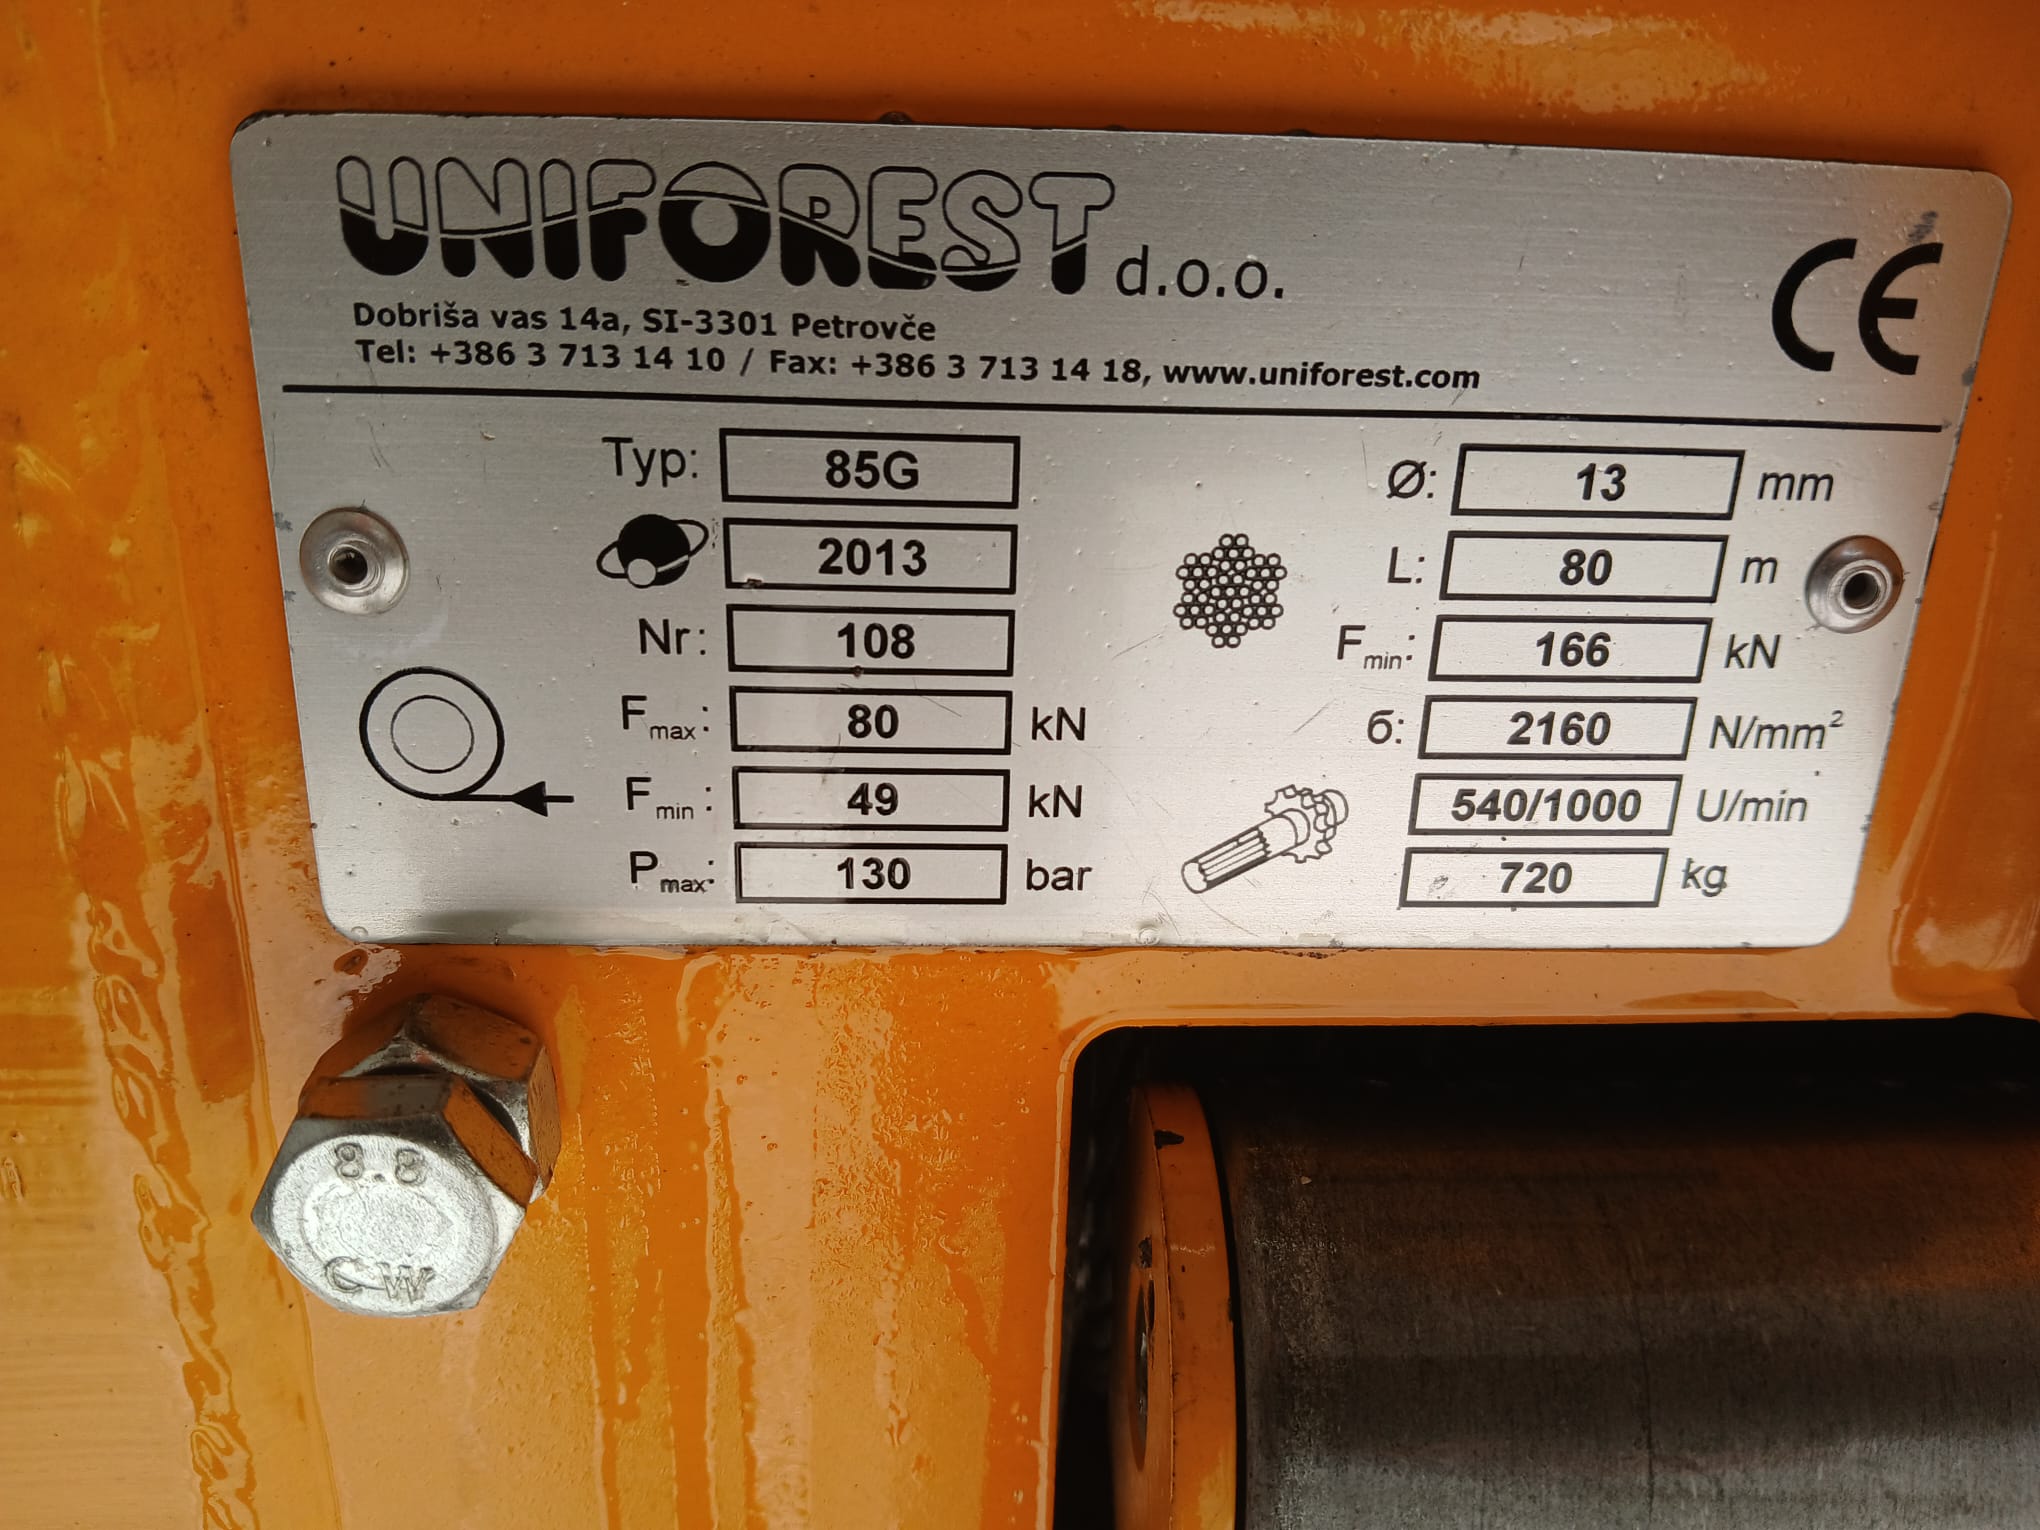 UNIFOREST d.o.o.
CE
Dobriša vas 14a, SI-3301 Petrovče
Tel: +386 3 713 14 10 / Fax: +386 3 713 14 18, www.uniforest.com
Typ: 85G
2013
Nr: 108
Fmax: 80 kN
Fmin: 49 kN
Pmax: 130 bar
Ø: 13 mm
L: 80 m
Fmin: 166 kN
б: 2160 N/mm²
540/1000 U/min
720 kg
8.8
CW